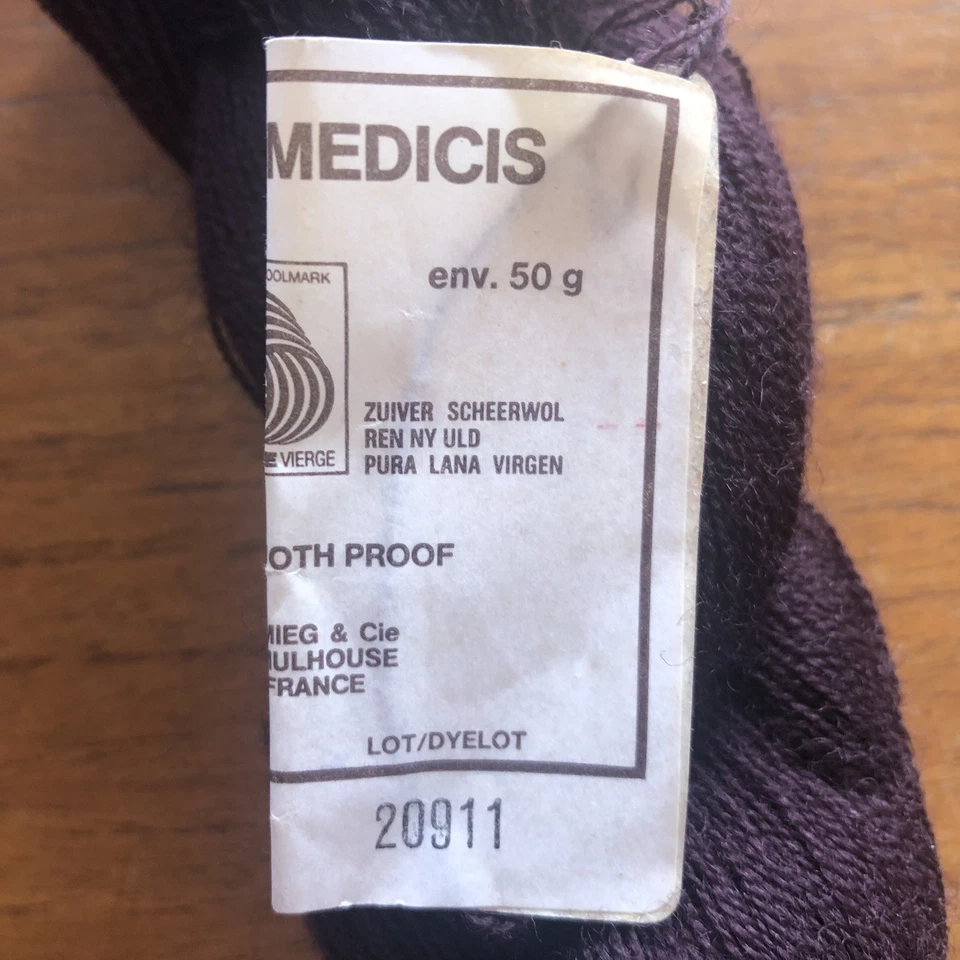 MEDICIS
env. 50 g
OOLMARK
E VIERGE
ZUIVER SCHEERWOL
REN NY ULD
PURA LANA VIRGEN
OTH PROOF
MIEG & Cie
MULHOUSE
FRANCE
LOT/DYELOT
20911